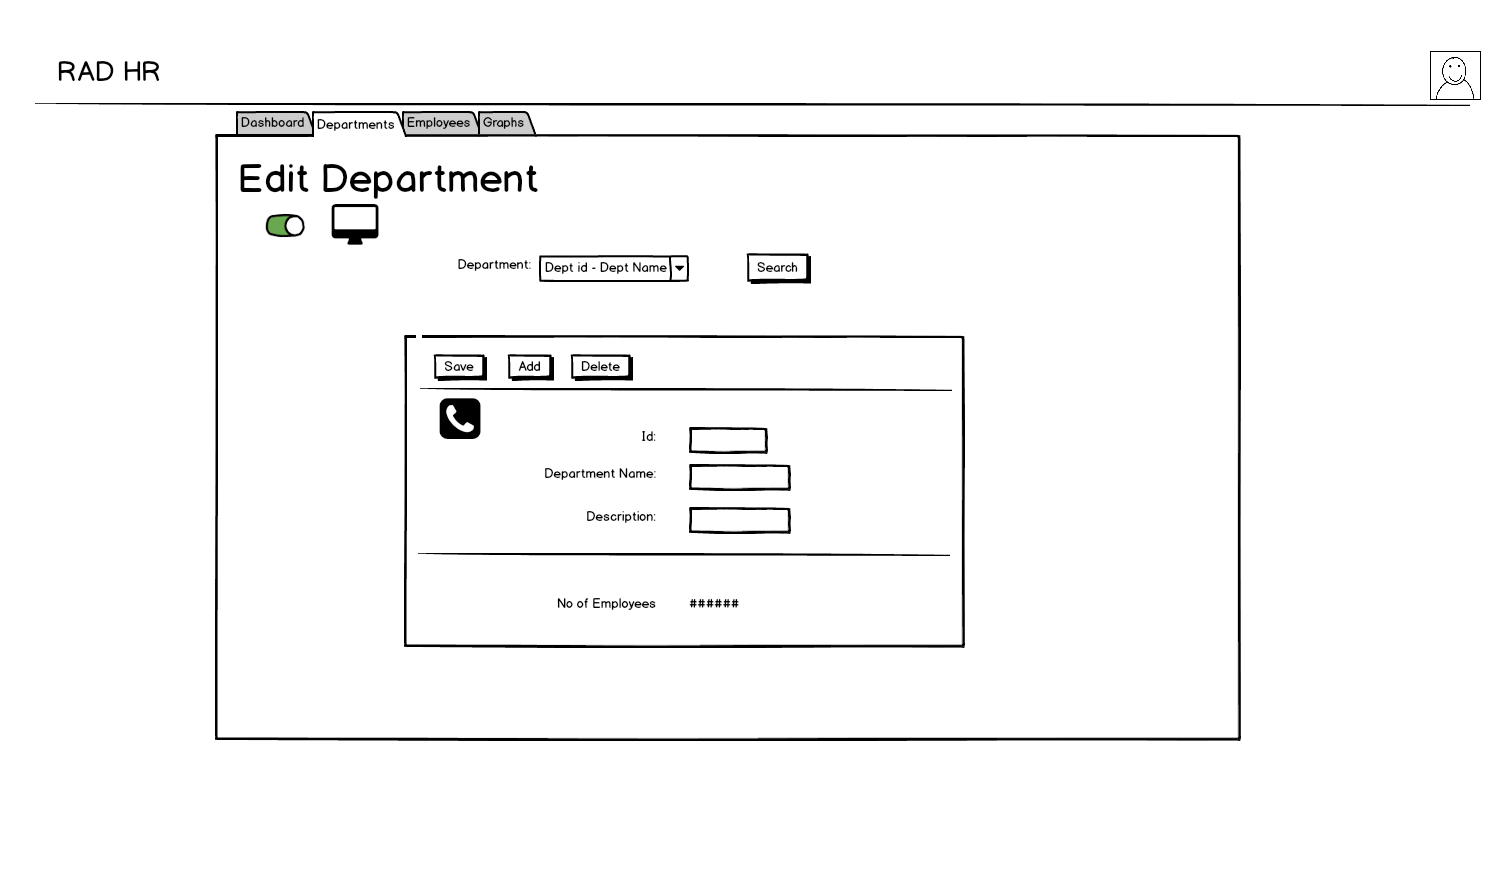 RAD HR
Dashboard Departments Employees Graphs
Edit Department
Department: Dept id - Dept Name Search
Save Add Delete
Id:
Department Name:
Description:
No of Employees ######